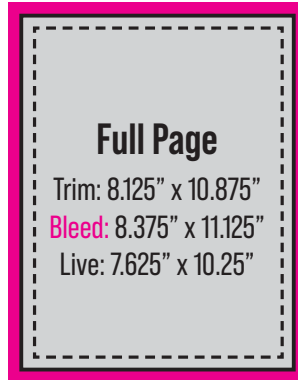 Full Page
Trim: 8.125” x 10.875”
Bleed: 8.375” x 11.125”
Live: 7.625” x 10.25”